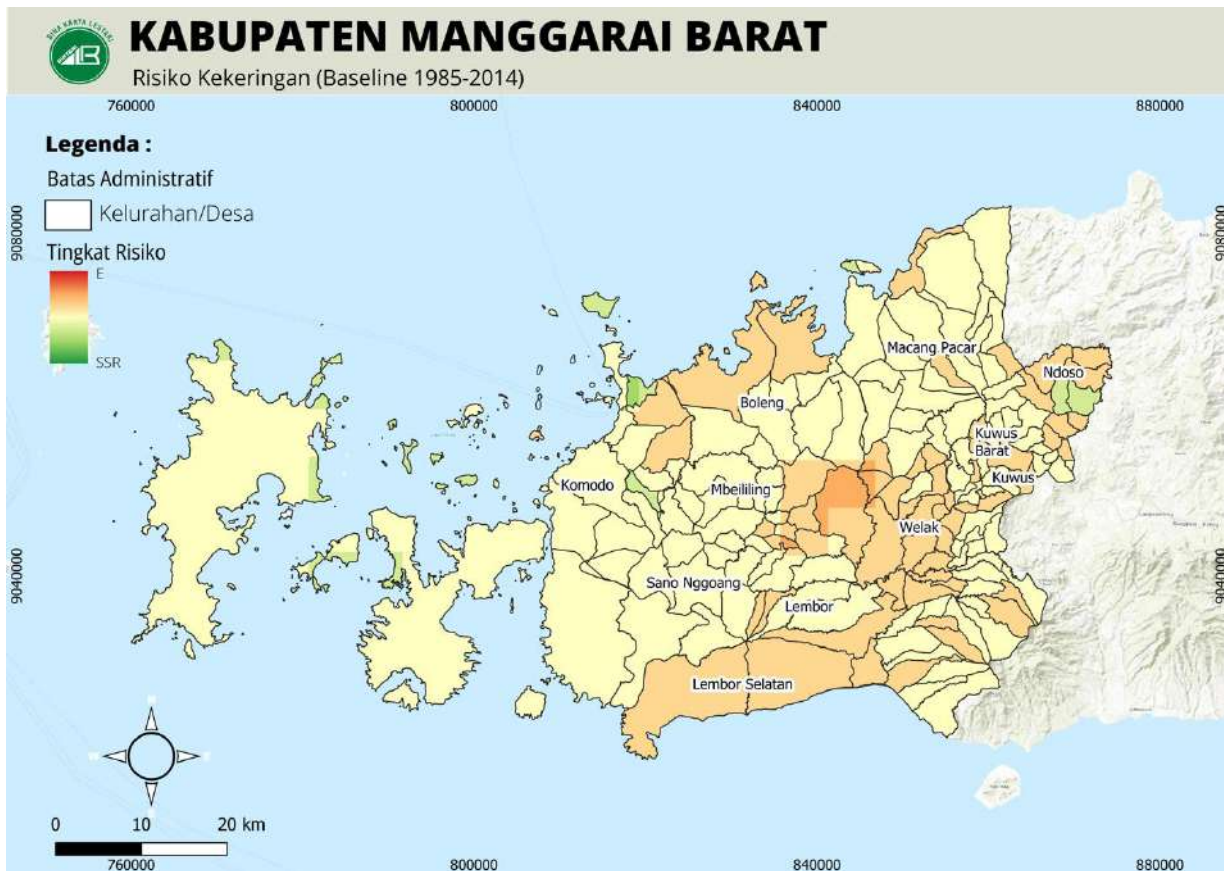 KABUPATEN MANGGARAI BARAT
Risiko Kekeringan (Baseline 1985-2014)
760000
800000
840000
880000
Legenda :
Batas Administratif
Kelurahan/Desa
Tingkat Risiko
E
SSR
9080000
9080000
Macang Pacar
Ndoso
Boleng
Kuwus
Barat
Komodo
Mbeliling
Kuwus
Welak
9040000
9040000
Sano Nggoang
Lembor
Lembor Selatan
0 10 20 km
760000
800000
840000
880000